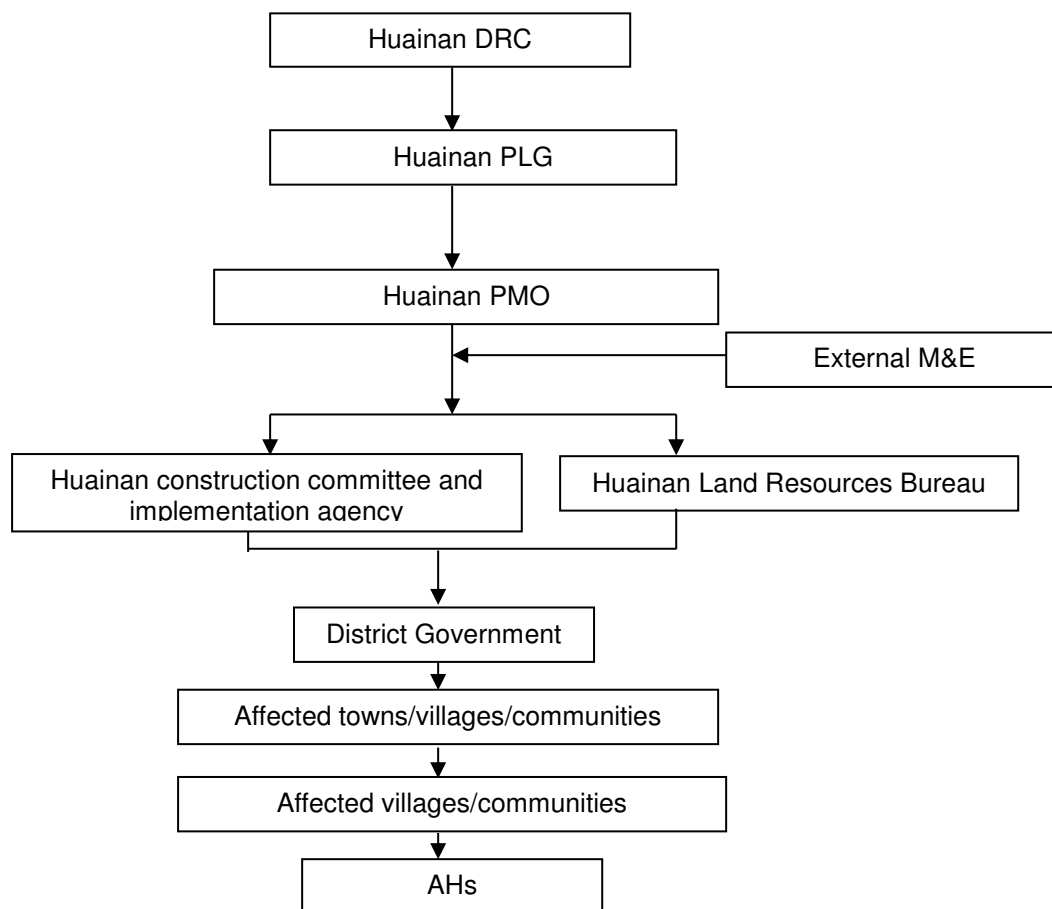 Huainan DRC
Huainan PLG
Huainan PMO
External M&E
Huainan construction committee and
implementation agency
Huainan Land Resources Bureau
District Government
Affected towns/villages/communities
Affected villages/communities
AHs